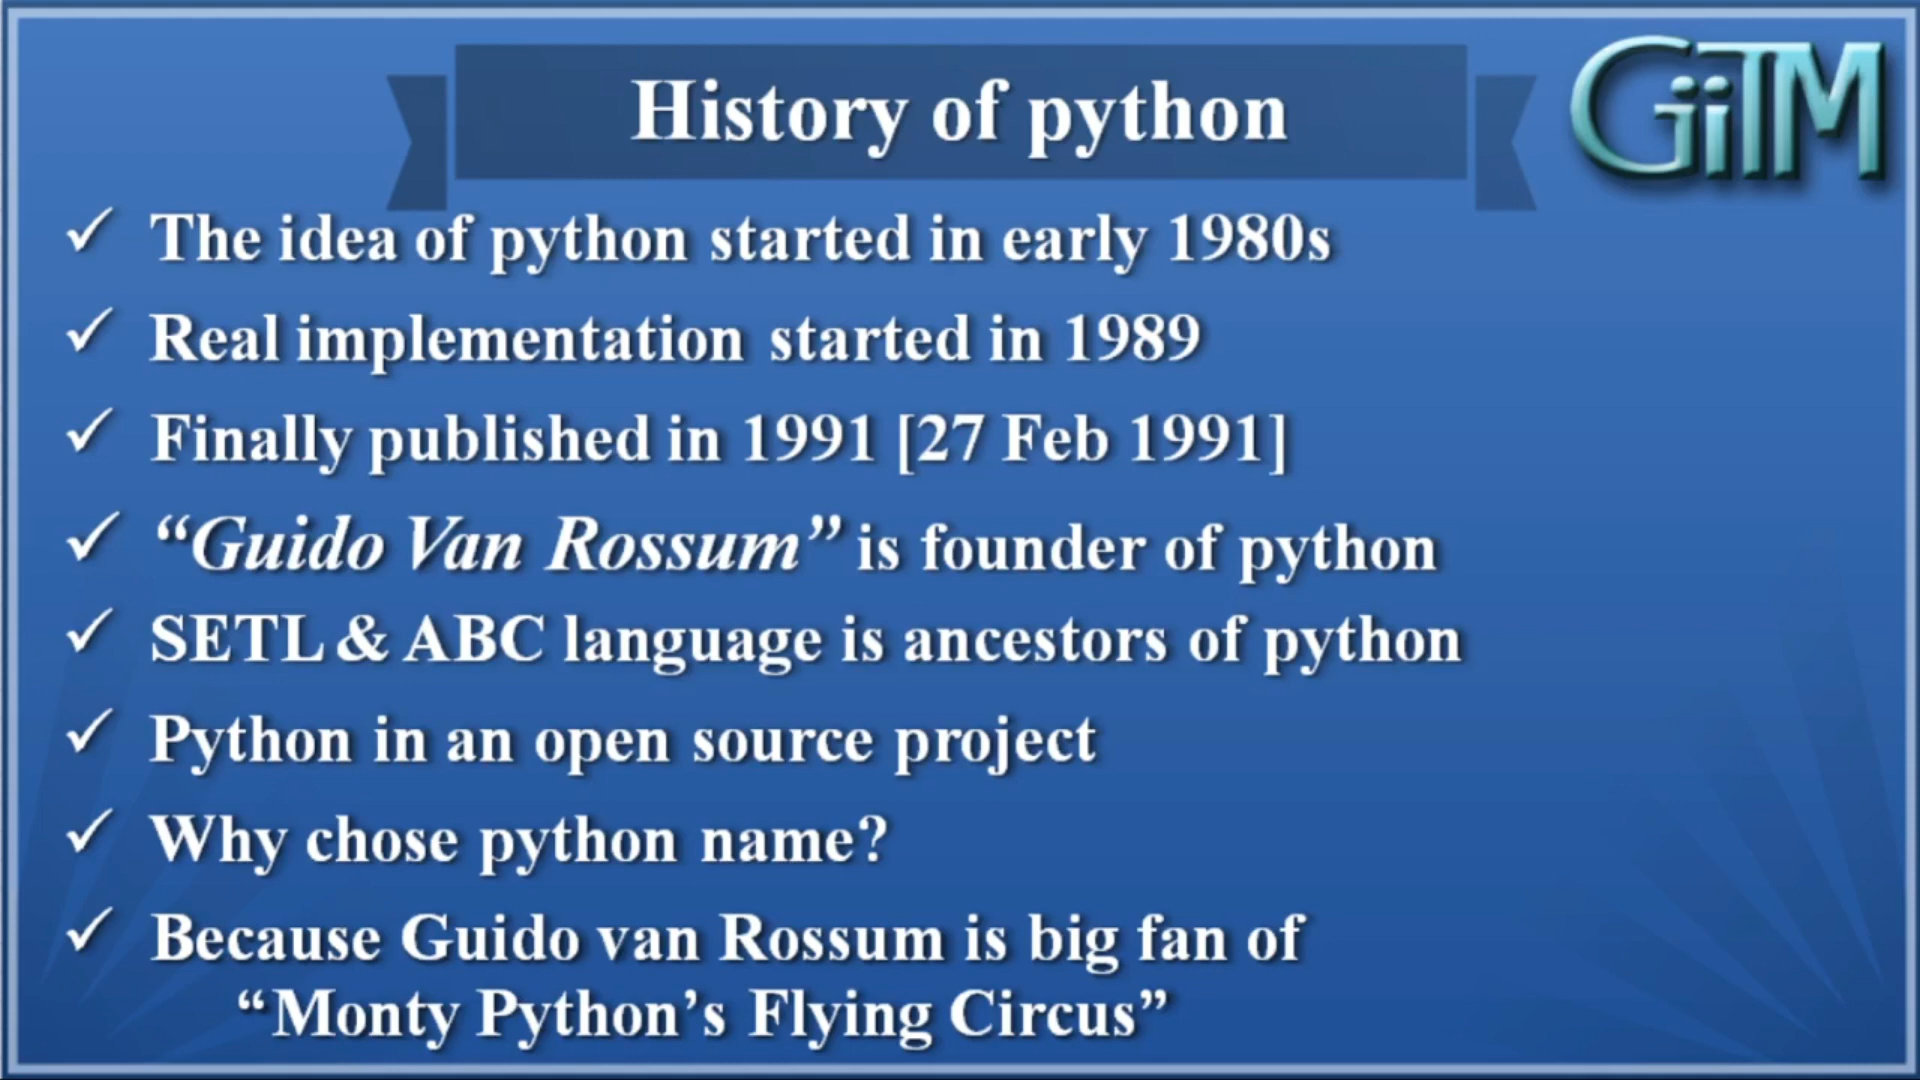 History of python
GiiTM
The idea of python started in early 1980s
Real implementation started in 1989
Finally published in 1991 [27 Feb 1991]
“Guido Van Rossum” is founder of python
SETL & ABC language is ancestors of python
Python in an open source project
Why chose python name?
Because Guido van Rossum is big fan of
“Monty Python’s Flying Circus”